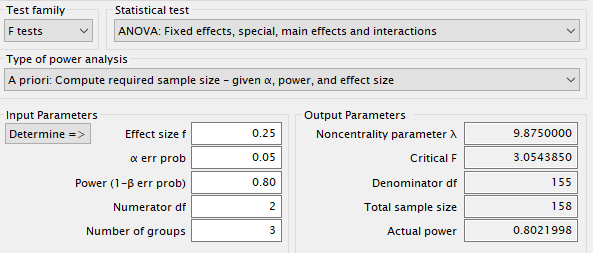 Test family Statistical test
F tests ANOVA: Fixed effects, special, main effects and interactions
Type of power analysis
A priori: Compute required sample size – given α, power, and effect size
Input Parameters Output Parameters
Determine => Effect size f 0.25 Noncentrality parameter λ 9.8750000
α err prob 0.05 Critical F 3.0543850
Power (1-β err prob) 0.80 Denominator df 155
Numerator df 2 Total sample size 158
Number of groups 3 Actual power 0.8021998